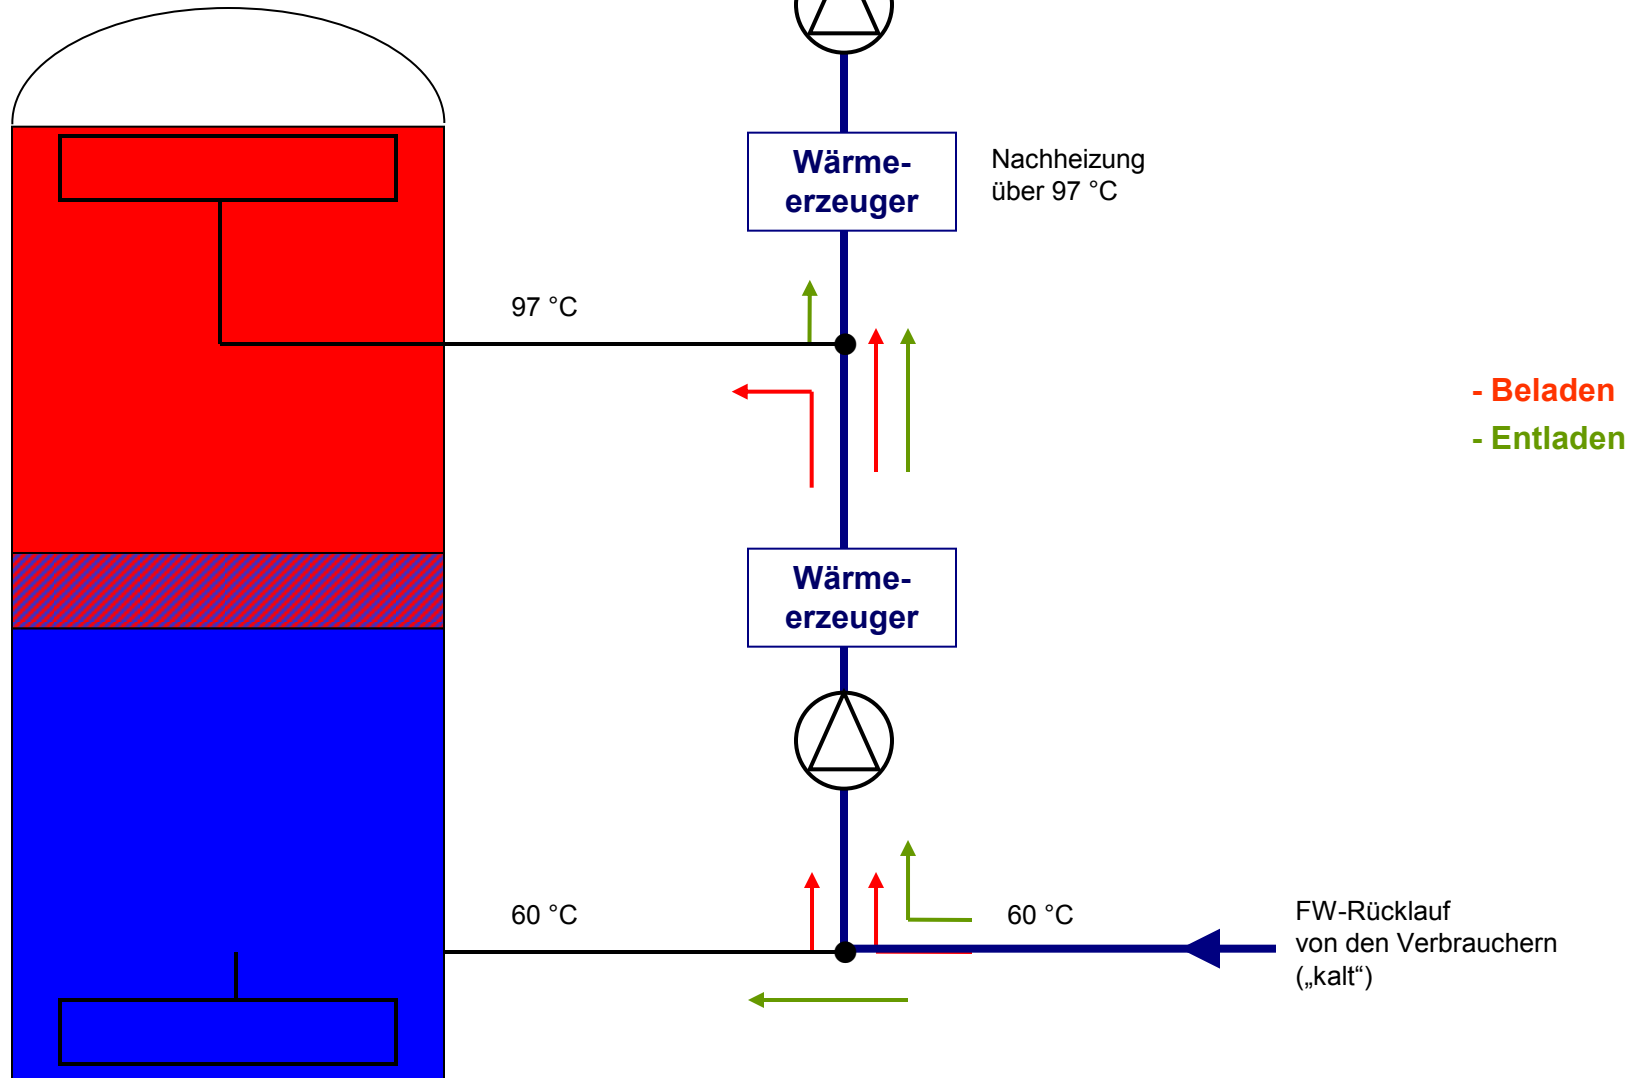 Wärme-
erzeuger
Nachheizung
über 97 °C
97 °C
- Beladen
- Entladen
Wärme-
erzeuger
60 °C
60 °C
FW-Rücklauf
von den Verbrauchern
(„kalt“)